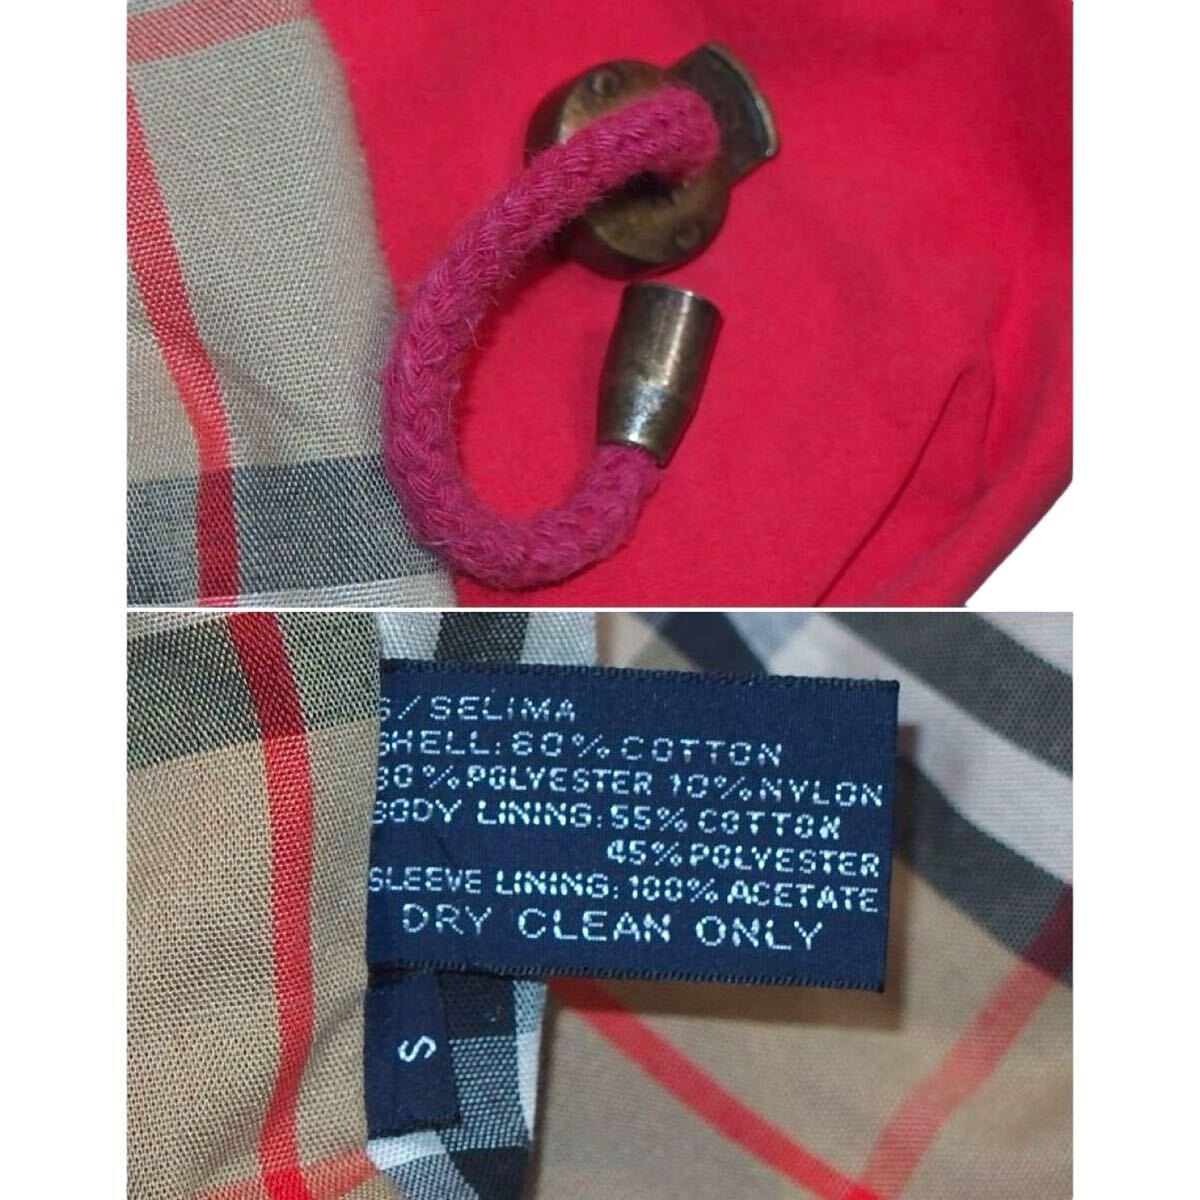 S/SELIMA
SHELL: 60% COTTON
30% POLYESTER 10% NYLON
BODY LINING: 55% COTTON
45% POLYESTER
SLEEVE LINING: 100% ACETATE
DRY CLEAN ONLY
S